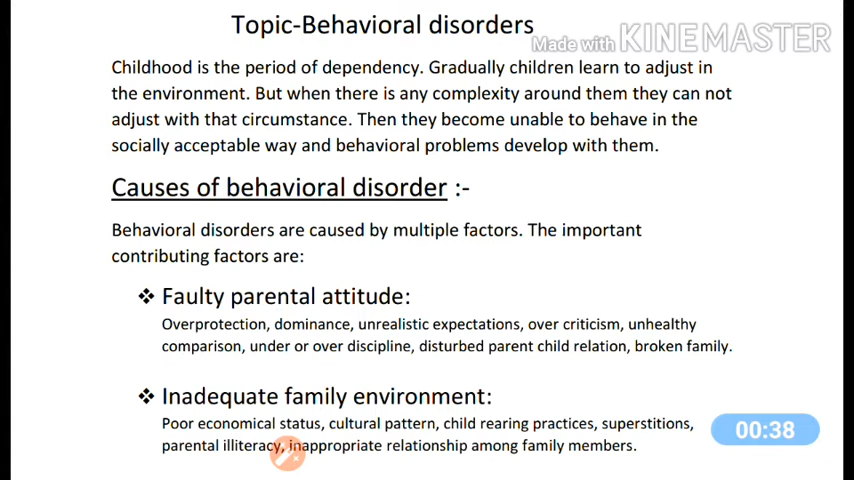 Topic-Behavioral disorders
Made with KINEMASTER
Childhood is the period of dependency. Gradually children learn to adjust in
the environment. But when there is any complexity around them they can not
adjust with that circumstance. Then they become unable to behave in the
socially acceptable way and behavioral problems develop with them.
Causes of behavioral disorder :-
Behavioral disorders are caused by multiple factors. The important
contributing factors are:
❖ Faulty parental attitude:
Overprotection, dominance, unrealistic expectations, over criticism, unhealthy
comparison, under or over discipline, disturbed parent child relation, broken family.
❖ Inadequate family environment:
Poor economical status, cultural pattern, child rearing practices, superstitions,
parental illiteracy, inappropriate relationship among family members.
00:38